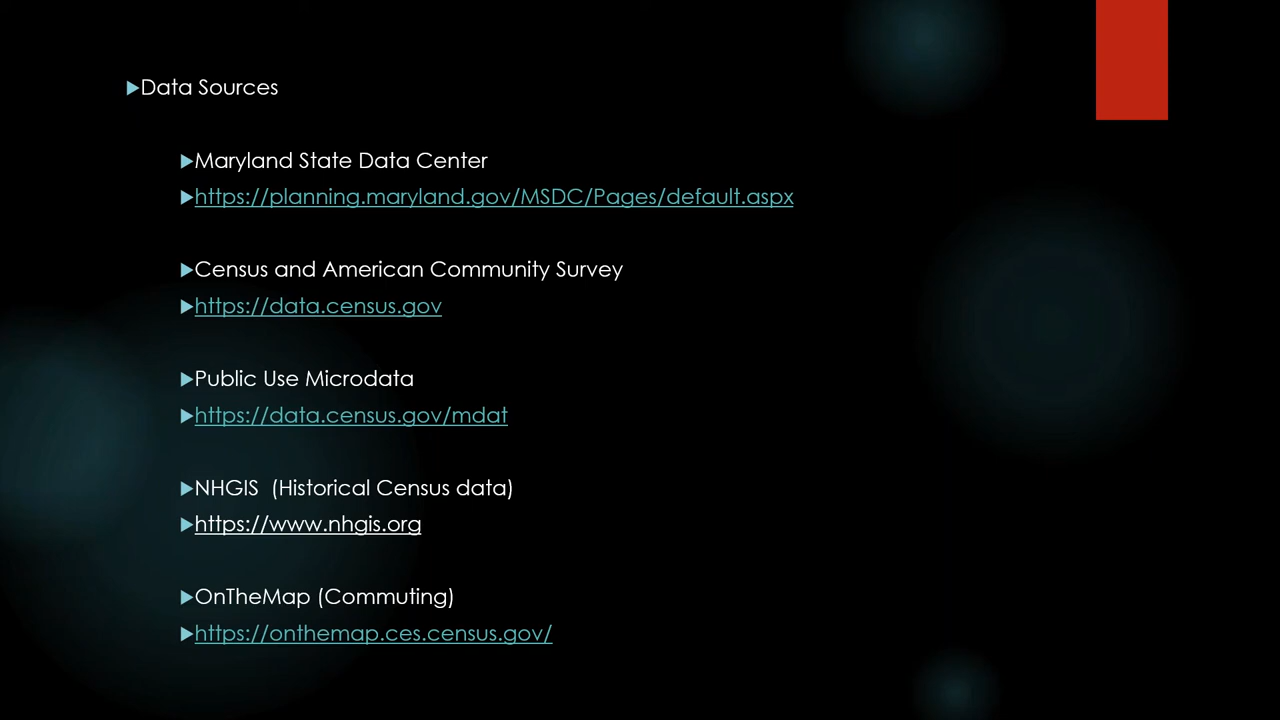 Data Sources
Maryland State Data Center
https://planning.maryland.gov/MSDC/Pages/default.aspx
Census and American Community Survey
https://data.census.gov
Public Use Microdata
https://data.census.gov/mdat
NHGIS  (Historical Census data)
https://www.nhgis.org
OnTheMap (Commuting)
https://onthemap.ces.census.gov/